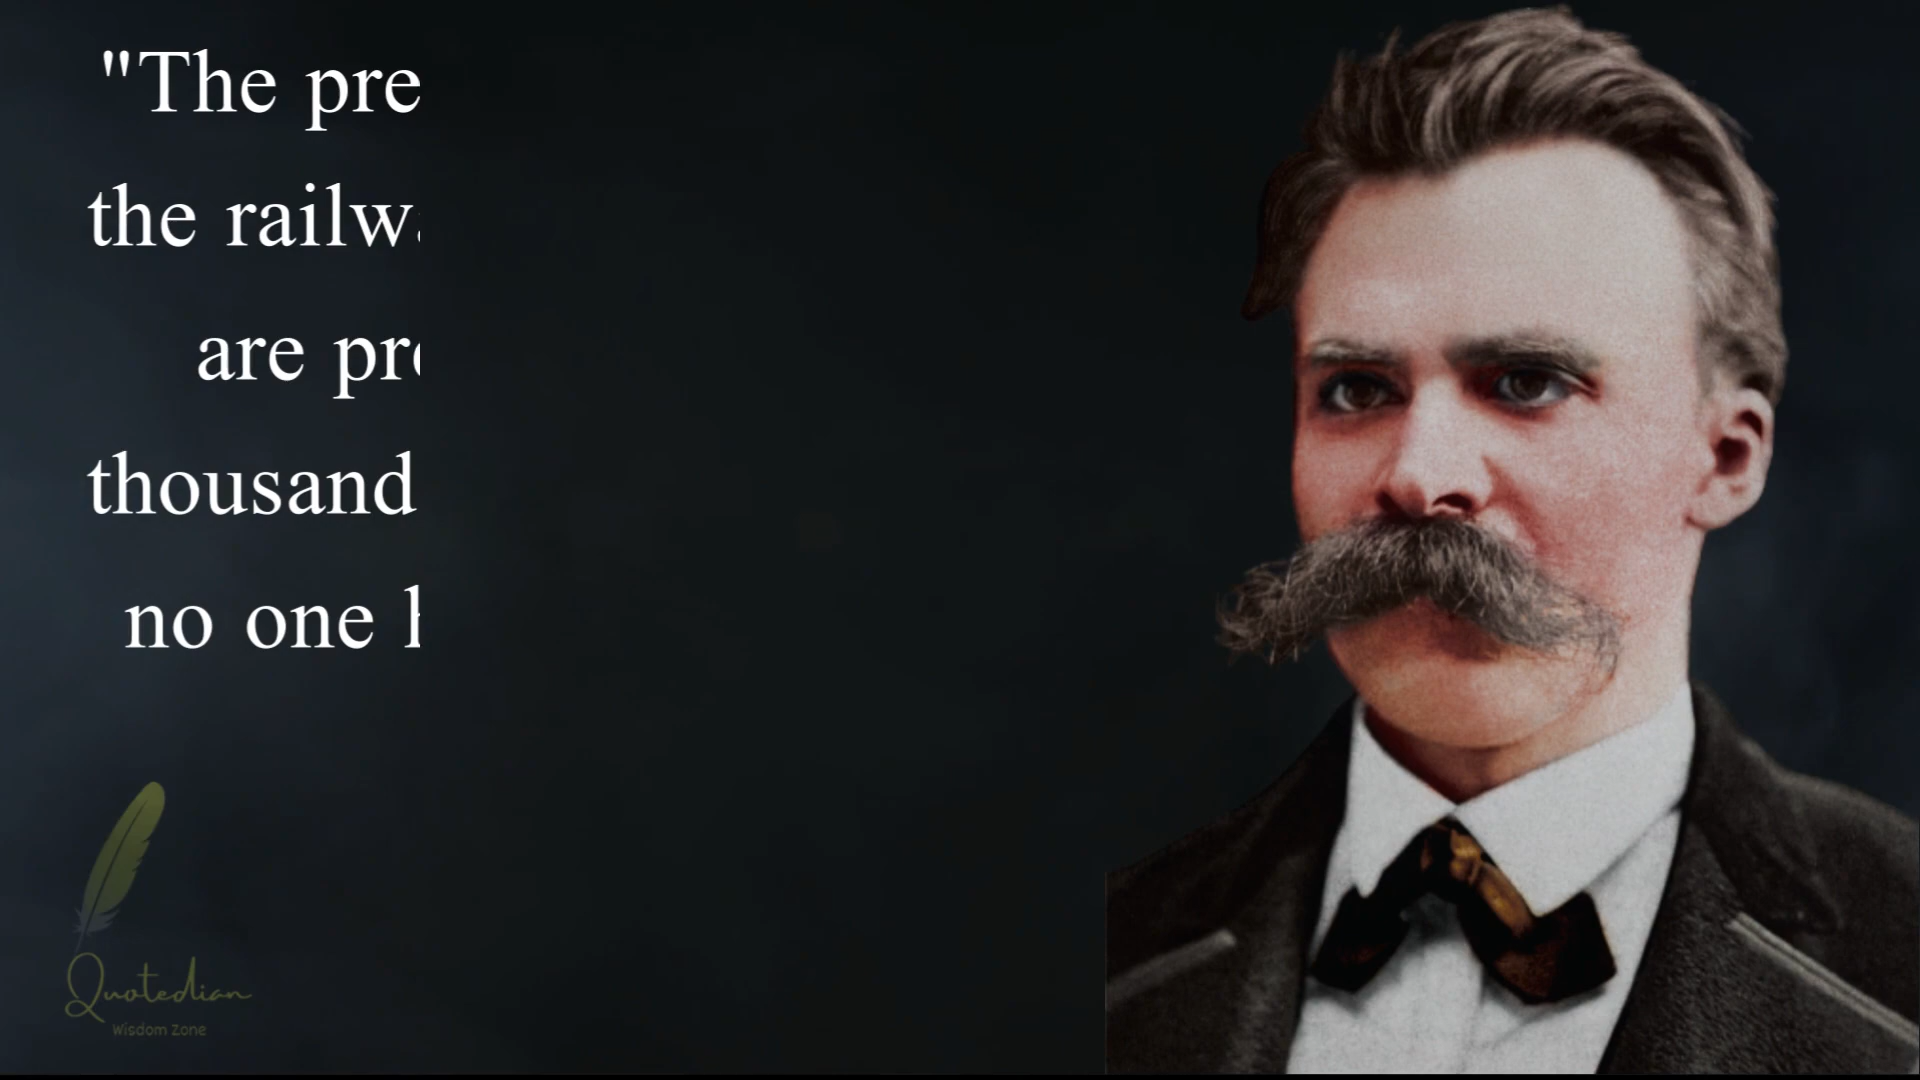 "The pre
the railw
are pr
thousand
no one
Quotedian
Wisdom Zone